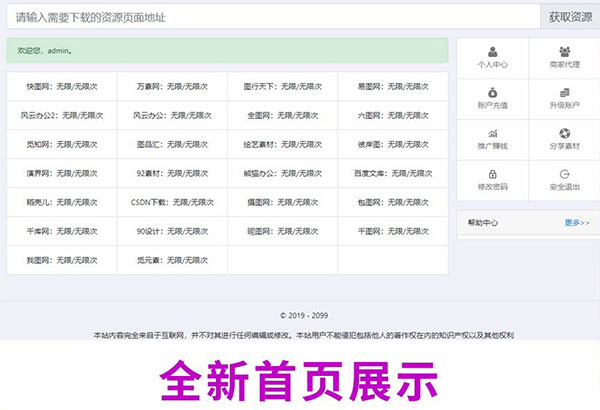 请输入需要下载的资源页面地址 获取资源
欢迎您，admin。
个人中心 商家代理
快图网：无限/无限次 万素网：无限/无限次 图行天下：无限/无限次 易图网：无限/无限次
账户充值 升级账户
风云办公2：无限/无限次 风云办公：无限/无限次 全图网：无限/无限次 六图网：无限/无限次
推广赚钱 分享素材
觅知网：无限/无限次 图品汇：无限/无限次 绘艺素材：无限/无限次 彼岸图：无限/无限次
演界网：无限/无限次 92素材：无限/无限次 熊猫办公：无限/无限次 百度文库：无限/无限次
修改密码 安全退出
稻壳儿：无限/无限次 CSDN下载：无限/无限次 摄图网：无限/无限次 包图网：无限/无限次
帮助中心 更多>>
千库网：无限/无限次 90设计：无限/无限次 昵图网：无限/无限次 千图网：无限/无限次
我图网：无限/无限次 觅元素：无限/无限次
© 2019 - 2099
本站内容完全来自于互联网，并不对其进行任何编辑或修改。本站用户不能侵犯包括他人的著作权在内的知识产权以及其他权利
全新首页展示